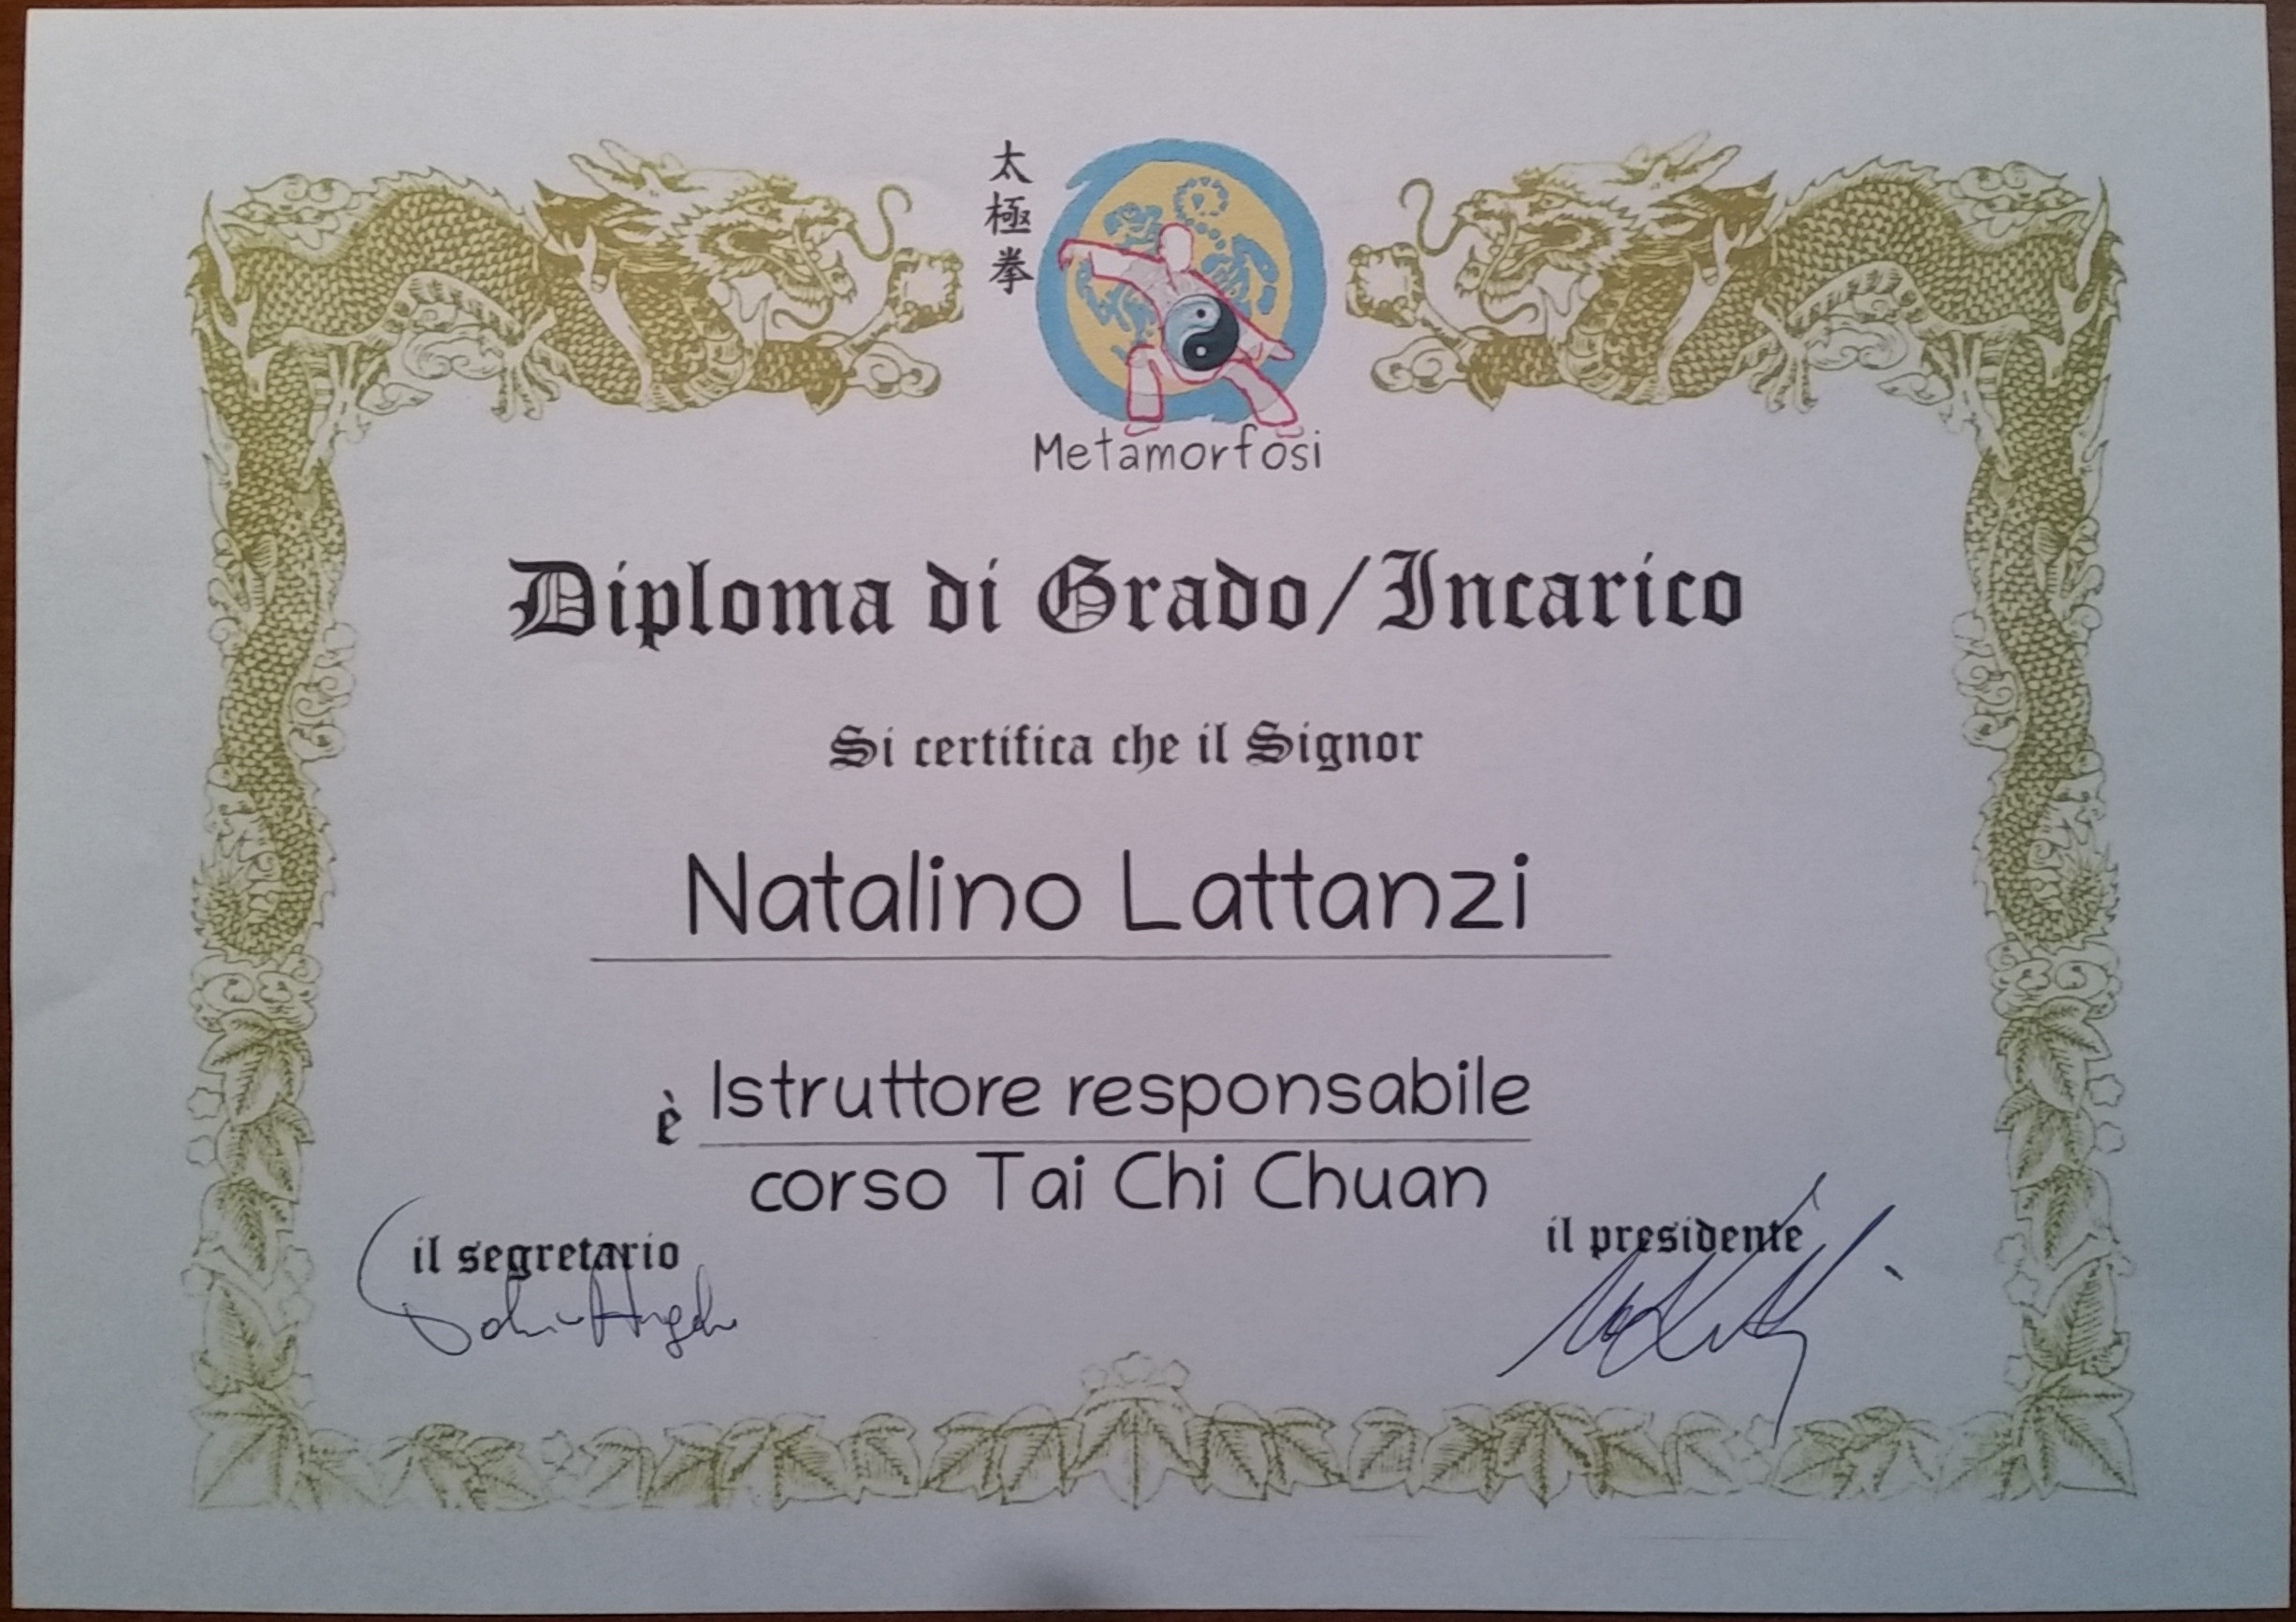 太極拳
Metamorfosi
Diploma di Grado/Incarico
Si certifica che il Signor
Natalino Lattanzi
è Istruttore responsabile
corso Tai Chi Chuan
il segretario
il presidente